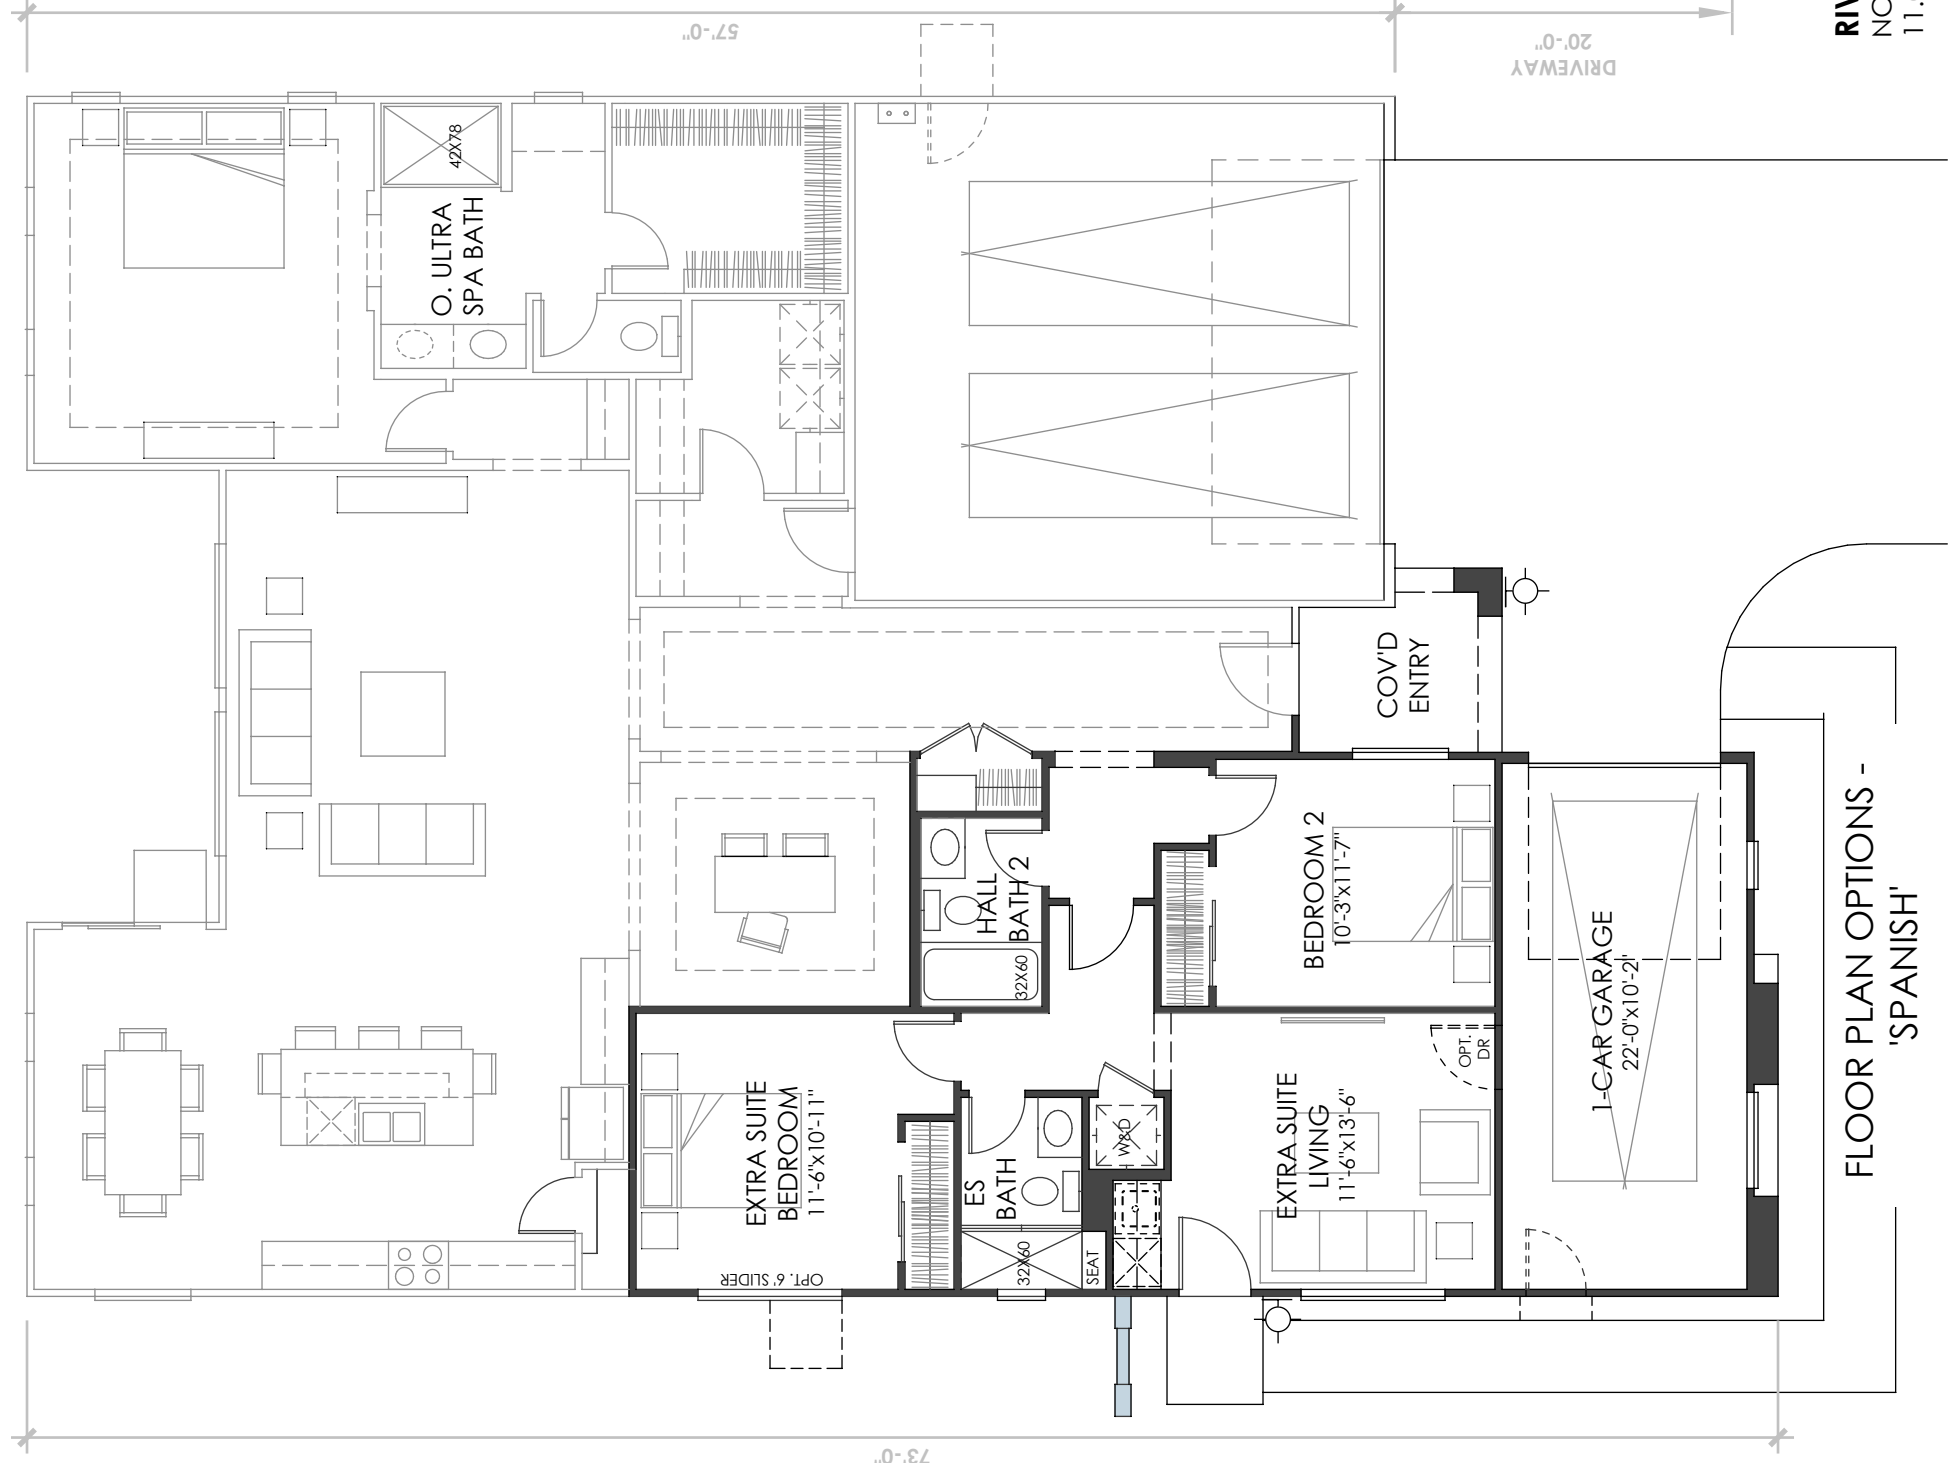 57'-0"
20'-0"
DRIVEWAY
RIV
NO
11.
42X78
O. ULTRA
SPA BATH
COV'D
ENTRY
HALL
BATH 2
32X60
BEDROOM 2
10'-3"x11'-7"
EXTRA SUITE
BEDROOM
11'-6"x10'-11"
OPT. 6' SLIDER
ES
BATH
32X60
SEAT
W&D
EXTRA SUITE
LIVING
11'-6"x13'-6"
OPT.
DR
1-CAR GARAGE
22'-0"x10'-2"
FLOOR PLAN OPTIONS -
'SPANISH'
73'-0"